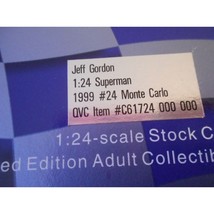 Jeff Gordon
1:24 Superman
1999 #24 Monte Carlo
QVC Item #C61724 000 000
1:24-scale Stock C
ed Edition Adult Collectib